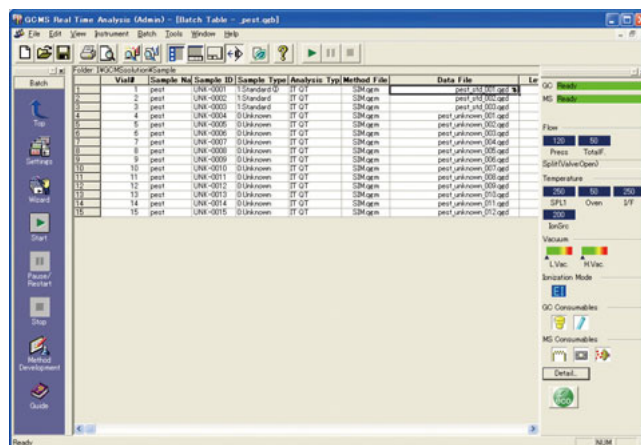 GCMS Real Time Analysis (Admin) - [Batch Table - _pest.qgb]
File Edit View Instrument Batch Tools Window Help
Folder: I¥GCMSsolution¥Sample
Batch
Top
Settings
Wizard
Start
Pause/
Restart
Stop
Method
Development
Guide
Vial# Sample Na Sample ID Sample Type Analysis Typ Method File Data File Le
1 1 pest UNK-0001 1:Standard IT QT SIM.qgm pest_std_001.qgd
2 2 pest UNK-0002 1:Standard IT QT SIM.qgm pest_std_002.qgd
3 3 pest UNK-0003 1:Standard IT QT SIM.qgm pest_std_003.qgd
4 4 pest UNK-0004 0:Unknown IT QT SIM.qgm pest_unknown_001.qgd
5 5 pest UNK-0005 0:Unknown IT QT SIM.qgm pest_unknown_002.qgd
6 6 pest UNK-0006 0:Unknown IT QT SIM.qgm pest_unknown_003.qgd
7 7 pest UNK-0007 0:Unknown IT QT SIM.qgm pest_unknown_004.qgd
8 8 pest UNK-0008 0:Unknown IT QT SIM.qgm pest_unknown_005.qgd
9 9 pest UNK-0009 0:Unknown IT QT SIM.qgm pest_unknown_006.qgd
10 10 pest UNK-0010 0:Unknown IT QT SIM.qgm pest_unknown_007.qgd
11 11 pest UNK-0011 0:Unknown IT QT SIM.qgm pest_unknown_008.qgd
12 12 pest UNK-0012 0:Unknown IT QT SIM.qgm pest_unknown_009.qgd
13 13 pest UNK-0013 0:Unknown IT QT SIM.qgm pest_unknown_010.qgd
14 14 pest UNK-0014 0:Unknown IT QT SIM.qgm pest_unknown_011.qgd
15 15 pest UNK-0015 0:Unknown IT QT SIM.qgm pest_unknown_012.qgd
GC Ready
MS Ready
Flow
120 50
Press TotalF.
Split(ValveOpen)
Temperature
250 50 250
SPL1 Oven I/F
200
IonSrc
Vacuum
L.Vac. H.Vac.
Ionization Mode
EI
GC Consumables
MS Consumables
Detail...
eco
Ready
NUM